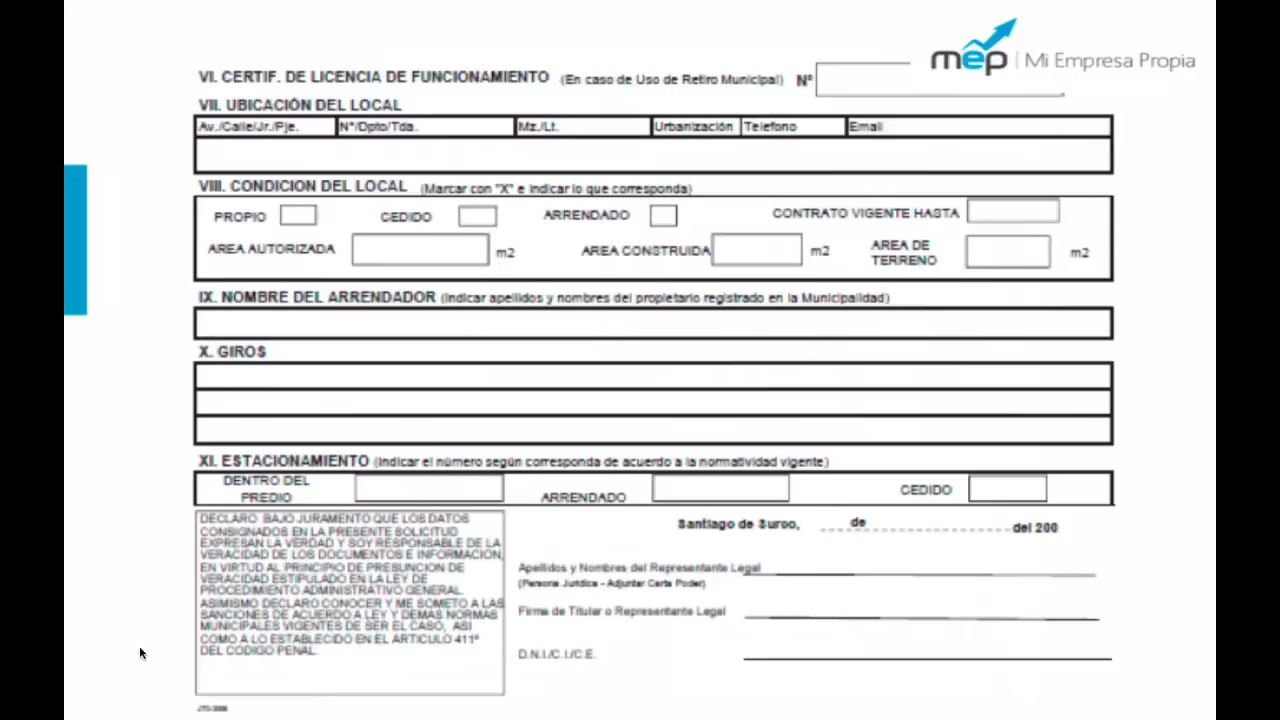 mep | Mi Empresa Propia
VI. CERTIF. DE LICENCIA DE FUNCIONAMIENTO (En caso de Uso de Retiro Municipal) Nº
VII. UBICACIÓN DEL LOCAL
Av./Calle/Jr./Pje. Nº/Dpto/Tda. Mz./Lt. Urbanización Telefono Email
VIII. CONDICION DEL LOCAL (Marcar con "X" e indicar lo que corresponda)
PROPIO CEDIDO ARRENDADO CONTRATO VIGENTE HASTA
AREA AUTORIZADA m2 AREA CONSTRUIDA m2 AREA DE TERRENO m2
IX. NOMBRE DEL ARRENDADOR (Indicar apellidos y nombres del propietario registrado en la Municipalidad)
X. GIROS
XI. ESTACIONAMIENTO (Indicar el número según corresponda de acuerdo a la normatividad vigente)
DENTRO DEL PREDIO ARRENDADO CEDIDO
DECLARO BAJO JURAMENTO QUE LOS DATOS
CONSIGNADOS EN LA PRESENTE SOLICITUD
EXPRESAN LA VERDAD Y SOY RESPONSABLE DE LA
VERACIDAD DE LOS DOCUMENTOS E INFORMACION,
EN VIRTUD AL PRINCIPIO DE PRESUNCION DE
VERACIDAD ESTIPULADO EN LA LEY DE
PROCEDIMIENTO ADMINISTRATIVO GENERAL.
ASIMISMO DECLARO CONOCER Y ME SOMETO A LAS
SANCIONES DE ACUERDO A LEY Y DEMAS NORMAS
MUNICIPALES VIGENTES DE SER EL CASO, ASI
COMO A LO ESTABLECIDO EN EL ARTICULO 411º
DEL CODIGO PENAL.
Santiago de Surco, de del 200
Apellidos y Nombres del Representante Legal
(Persona Jurídica - Adjuntar Carta Poder)
Firma de Titular o Representante Legal
D.N.I./C.I./C.E.